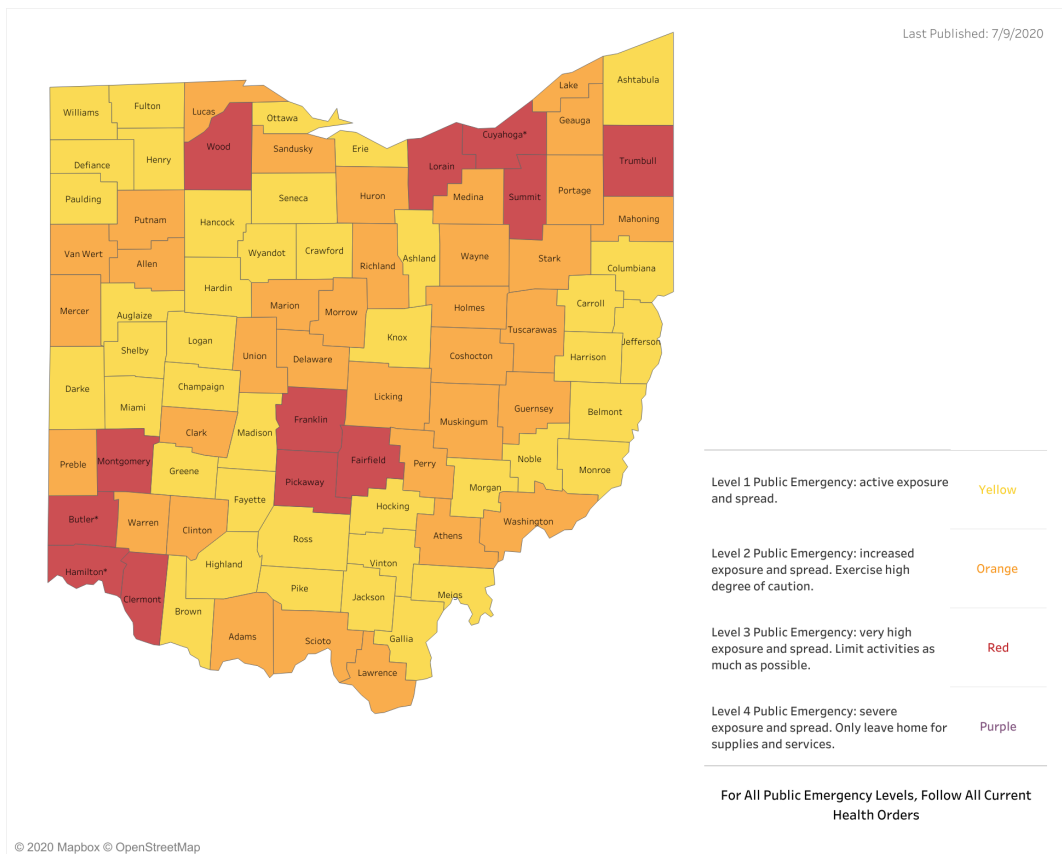 Last Published: 7/9/2020
Ashtabula
Lake
Williams
Fulton
Lucas
Ottawa
Geauga
Cuyahoga*
Wood
Sandusky
Erie
Trumbull
Defiance
Henry
Lorain
Portage
Paulding
Seneca
Huron
Medina
Summit
Putnam
Hancock
Mahoning
Van Wert
Allen
Wyandot
Crawford
Richland
Ashland
Wayne
Stark
Columbiana
Hardin
Mercer
Auglaize
Marion
Morrow
Holmes
Carroll
Tuscarawas
Logan
Knox
Jefferson
Shelby
Union
Delaware
Coshocton
Harrison
Darke
Champaign
Miami
Licking
Guernsey
Belmont
Franklin
Muskingum
Clark
Madison
Preble
Montgomery
Fairfield
Perry
Noble
Greene
Pickaway
Monroe
Morgan
Fayette
Hocking
Butler*
Warren
Clinton
Washington
Ross
Athens
Highland
Vinton
Hamilton*
Pike
Meigs
Clermont
Jackson
Brown
Adams
Scioto
Gallia
Lawrence
Level 1 Public Emergency: active exposure
and spread.
Yellow
Level 2 Public Emergency: increased
exposure and spread. Exercise high
degree of caution.
Orange
Level 3 Public Emergency: very high
exposure and spread. Limit activities as
much as possible.
Red
Level 4 Public Emergency: severe
exposure and spread. Only leave home for
supplies and services.
Purple
For All Public Emergency Levels, Follow All Current
Health Orders
© 2020 Mapbox © OpenStreetMap